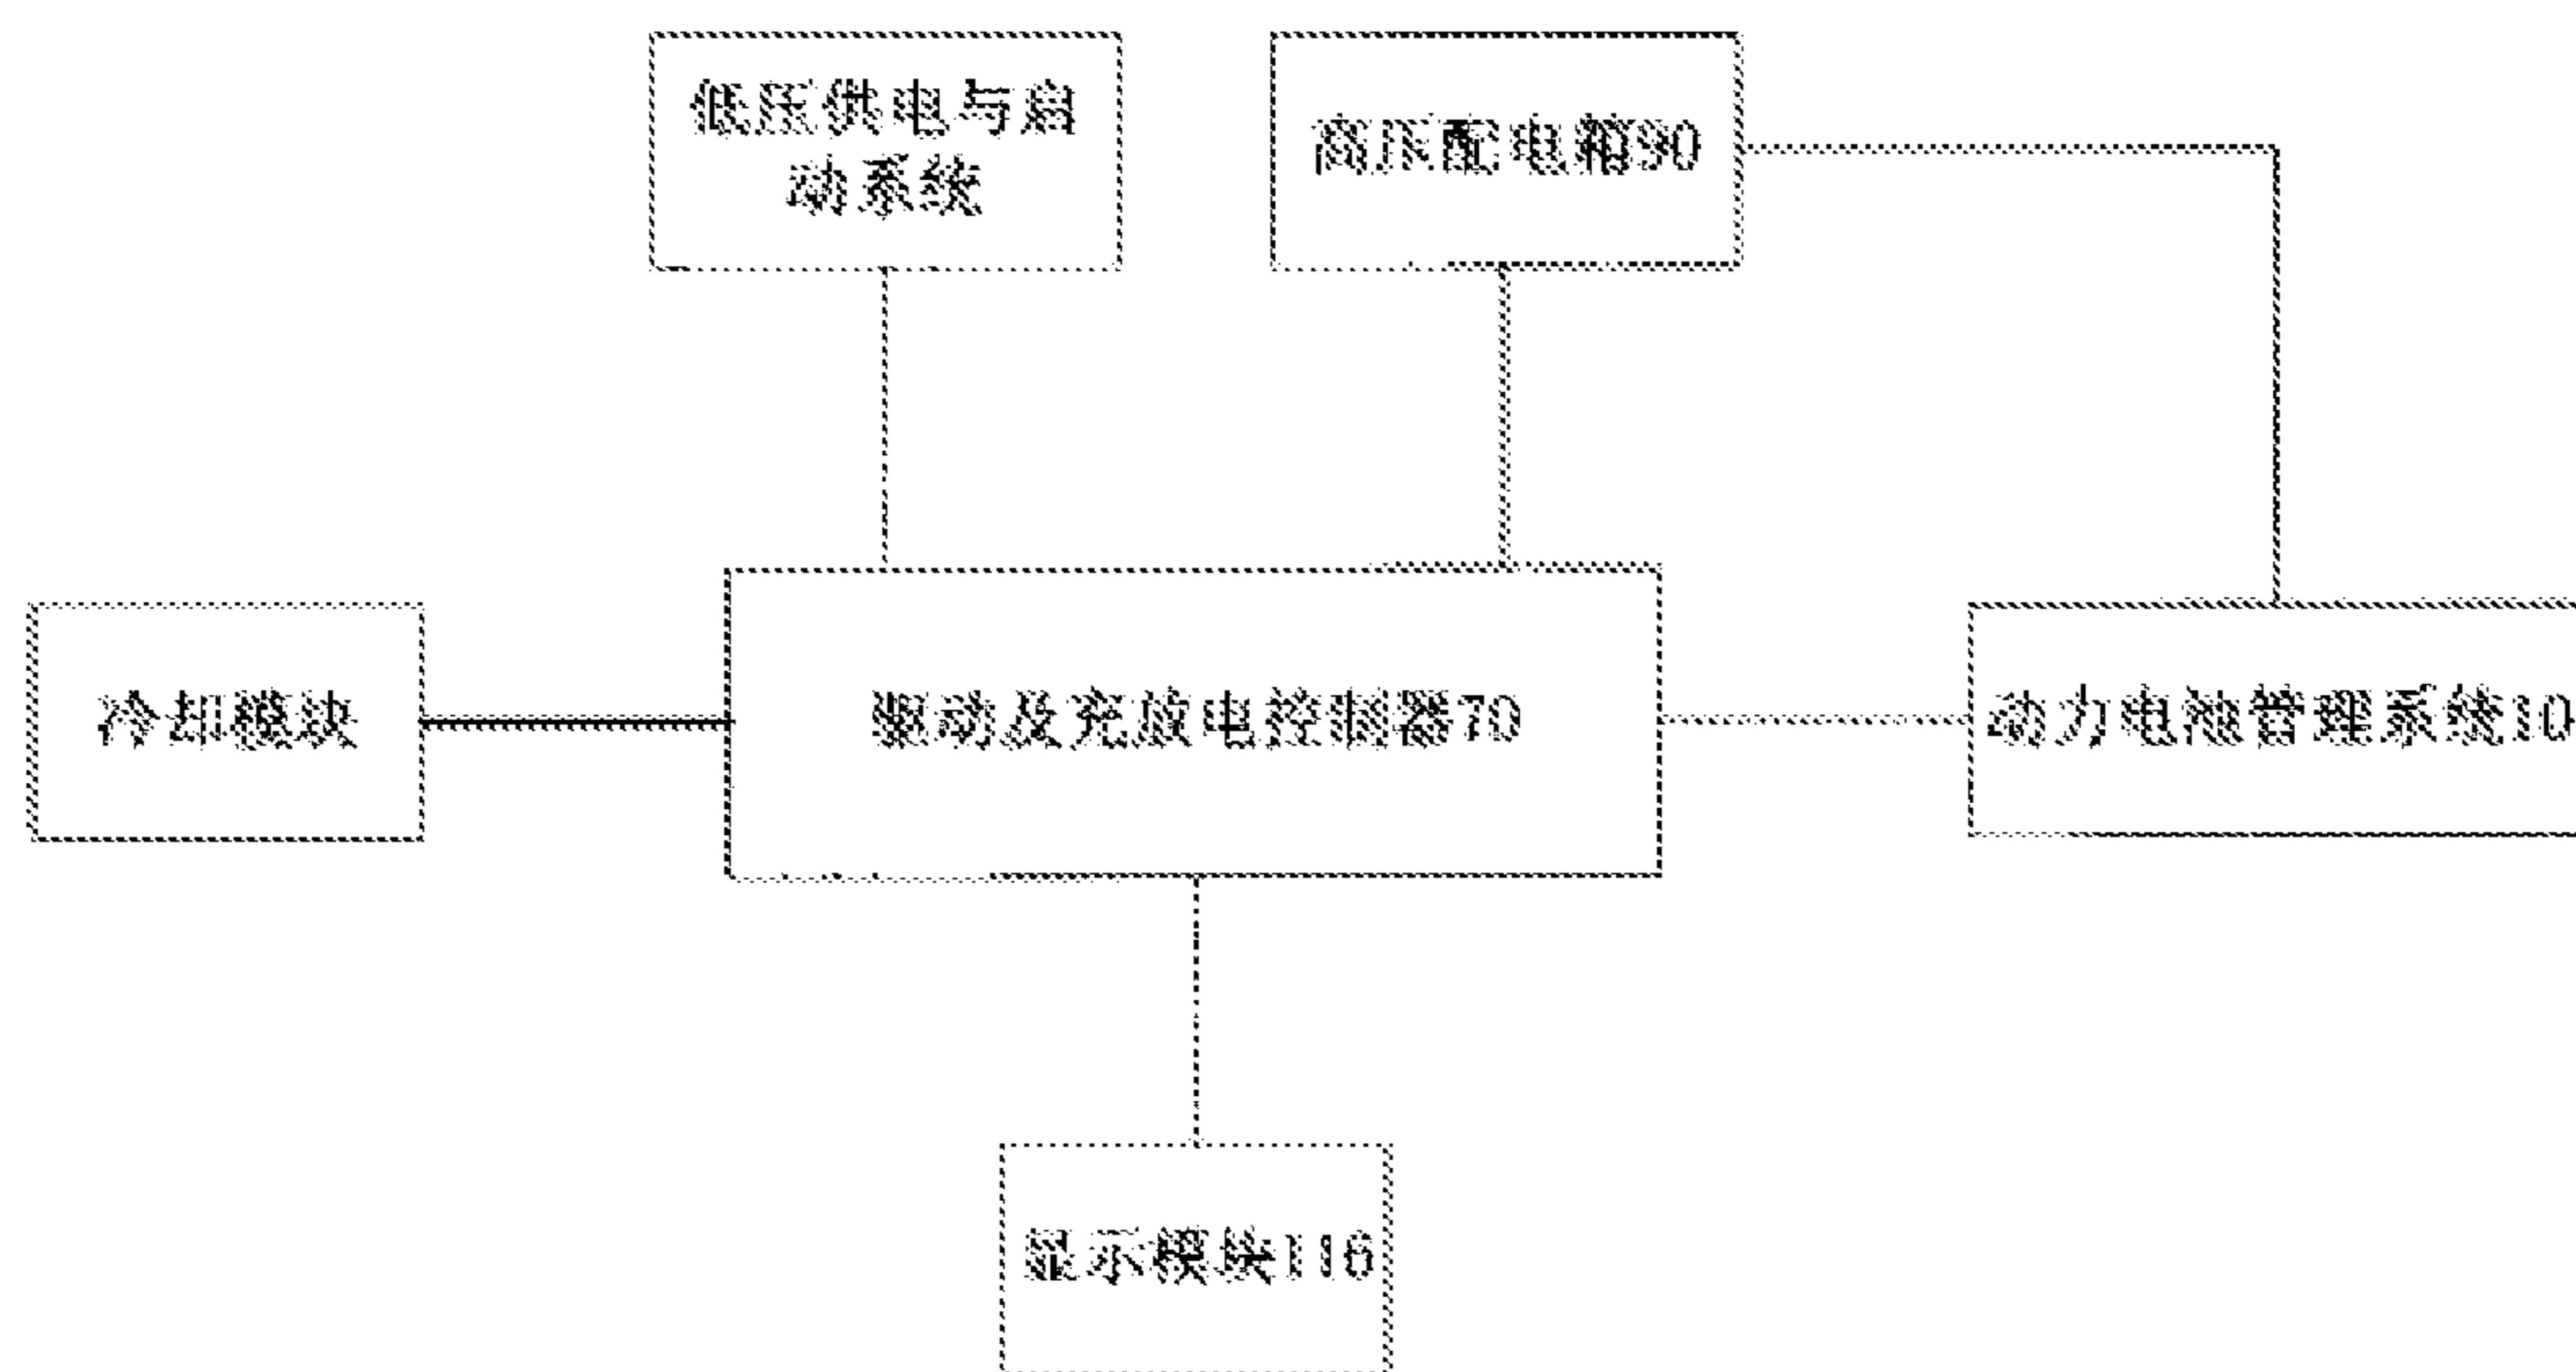 低压供电与启
动系统
高压配电箱90
冷却模块
驱动及充放电控制器70
动力电池管理系统10
显示模块116